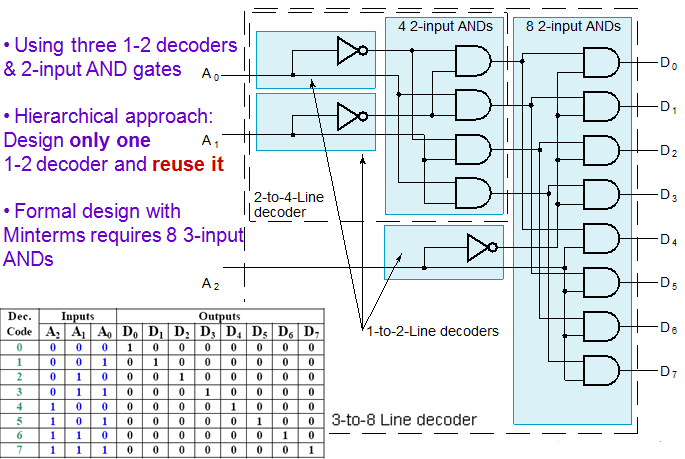 • Using three 1-2 decoders
& 2-input AND gates
• Hierarchical approach:
Design only one
1-2 decoder and reuse it
• Formal design with
Minterms requires 8 3-input
ANDs
4 2-input ANDs
8 2-input ANDs
A0
A1
A2
2-to-4-Line
decoder
1-to-2-Line decoders
3-to-8 Line decoder
D0
D1
D2
D3
D4
D5
D6
D7
Dec. Inputs Outputs
Code A2 A1 A0 D0 D1 D2 D3 D4 D5 D6 D7
0 0 0 0 1 0 0 0 0 0 0 0
1 0 0 1 0 1 0 0 0 0 0 0
2 0 1 0 0 0 1 0 0 0 0 0
3 0 1 1 0 0 0 1 0 0 0 0
4 1 0 0 0 0 0 0 1 0 0 0
5 1 0 1 0 0 0 0 0 1 0 0
6 1 1 0 0 0 0 0 0 0 1 0
7 1 1 1 0 0 0 0 0 0 0 1